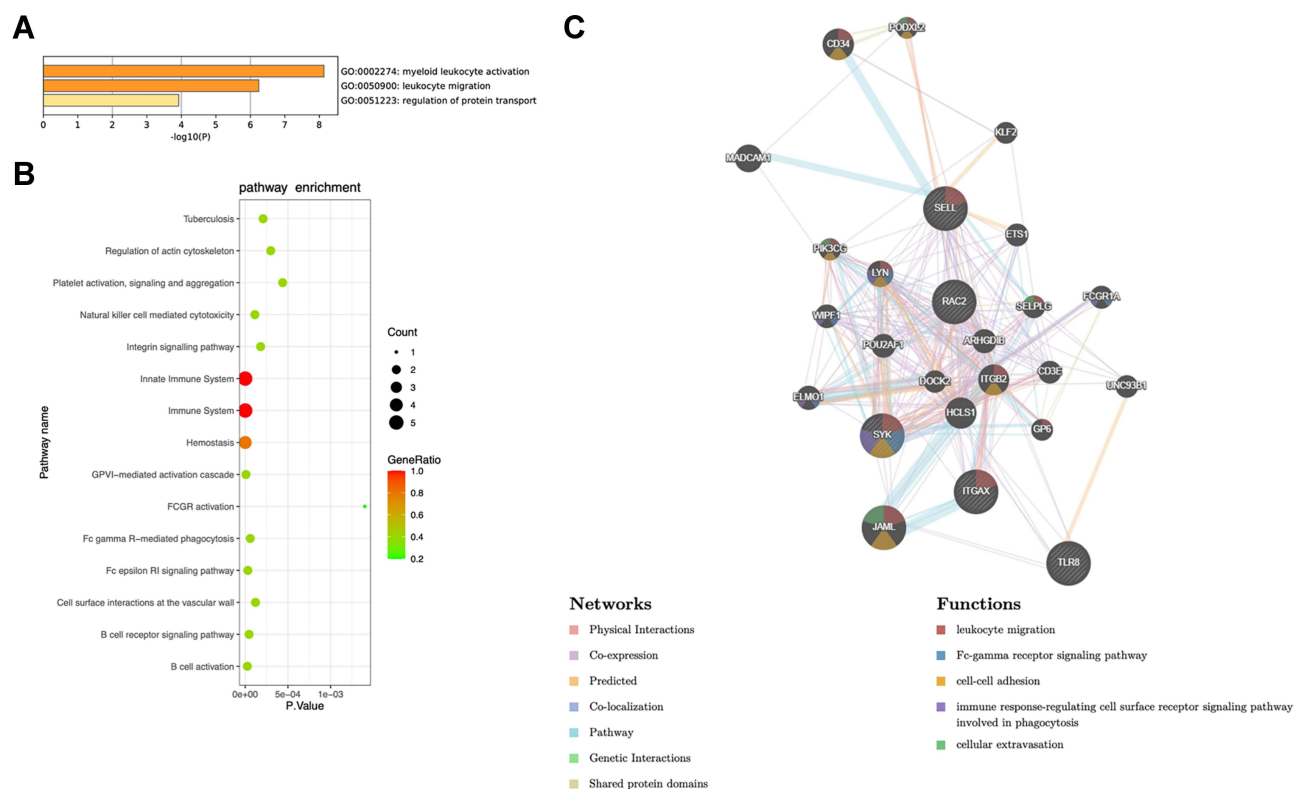 A
GO:0002274: myeloid leukocyte activation
GO:0050900: leukocyte migration
GO:0051223: regulation of protein transport
0 1 2 3 4 5 6 7 8
-log10(P)
B
pathway enrichment
Pathway name
Tuberculosis
Regulation of actin cytoskeleton
Platelet activation, signaling and aggregation
Natural killer cell mediated cytotoxicity
Integrin signalling pathway
Innate Immune System
Immune System
Hemostasis
GPVI−mediated activation cascade
FCGR activation
Fc gamma R−mediated phagocytosis
Fc epsilon RI signaling pathway
Cell surface interactions at the vascular wall
B cell receptor signaling pathway
B cell activation
0e+00 5e−04 1e−03
P.Value
Count
1
2
3
4
5
GeneRatio
1.0
0.8
0.6
0.4
0.2
C
PODXL2
CD34
KLF2
MADCAM1
SELL
ETS1
PIK3CG
LYN
RAC2
FCGR1A
SELPLG
WIPF1
POU2AF1
ARHGDIB
DOCK2
ITGB2
CD3E
UNC93B1
ELMO1
HCLS1
GP6
SYK
ITGAX
JAML
TLR8
Networks
Physical Interactions
Co-expression
Predicted
Co-localization
Pathway
Genetic Interactions
Shared protein domains
Functions
leukocyte migration
Fc-gamma receptor signaling pathway
cell-cell adhesion
immune response-regulating cell surface receptor signaling pathway
involved in phagocytosis
cellular extravasation